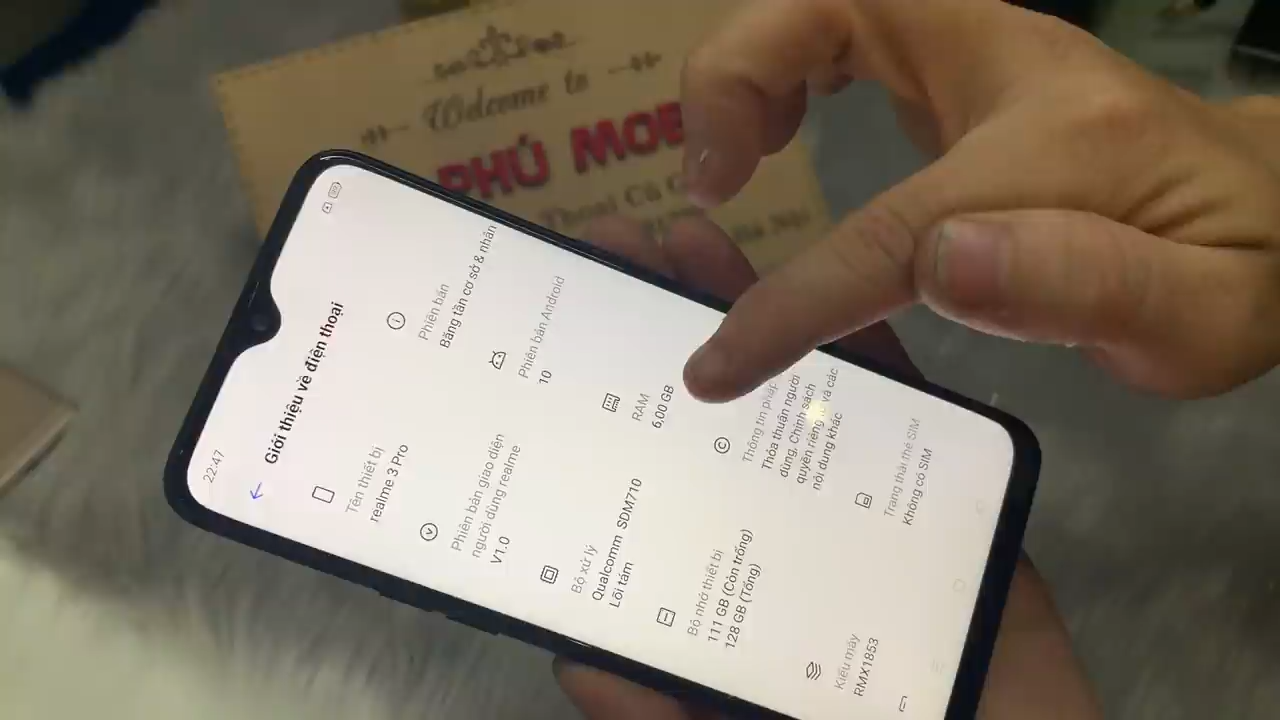 Welcome to
PHÚ MOB
Thoại Cũ
Hà Nội
22:47
Giới thiệu về điện thoại
Tên thiết bị
realme 3 Pro
Phiên bản
Băng tần cơ sở & nhân
Phiên bản giao diện
người dùng realme
V1.0
Phiên bản Android
10
Bộ xử lý
Qualcomm SDM710
Lõi tám
RAM
6,00 GB
Bộ nhớ thiết bị
111 GB (Còn trống)
128 GB (Tổng)
Thông tin pháp
Thỏa thuận người
dùng, Chính sách
quyền riêng và các
nội dung khác
Kiểu máy
RMX1853
Trạng thái thẻ SIM
Không có SIM